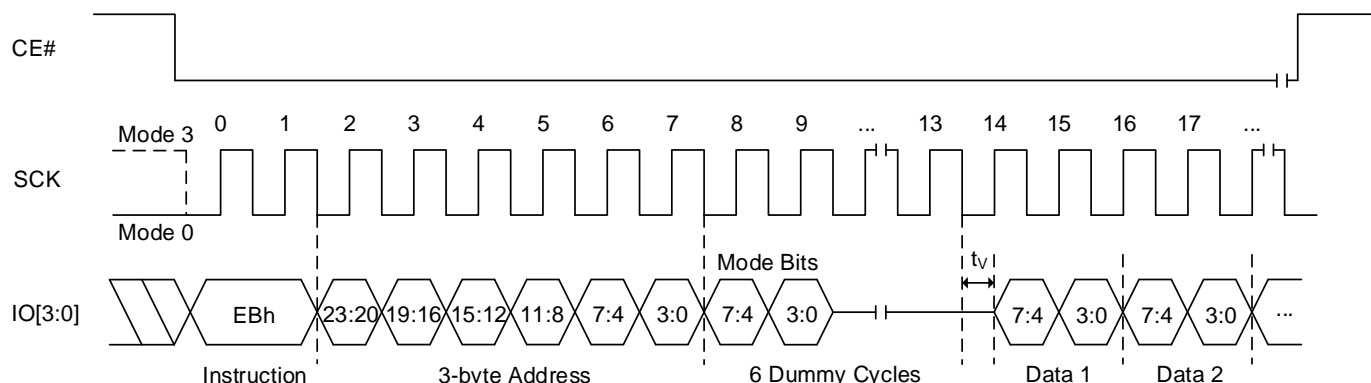 CE#
0 1 2 3 4 5 6 7 8 9 ... 13 14 15 16 17 ...
Mode 3
SCK
Mode 0
Mode Bits
tV
IO[3:0]
EBh 23:20 19:16 15:12 11:8 7:4 3:0 7:4 3:0 7:4 3:0 7:4 3:0 ...
Instruction 3-byte Address 6 Dummy Cycles Data 1 Data 2